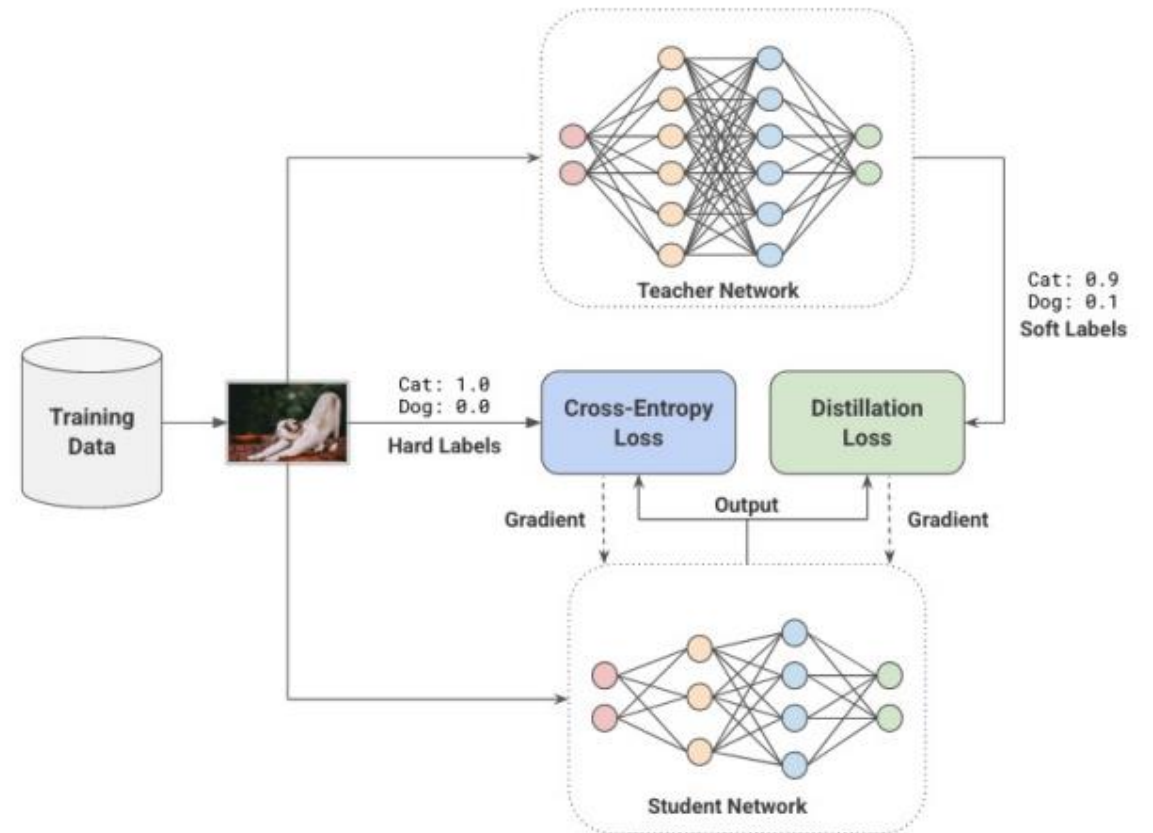 Teacher Network
Cat: 0.9
Dog: 0.1
Soft Labels
Training
Data
Cat: 1.0
Dog: 0.0
Hard Labels
Cross-Entropy
Loss
Distillation
Loss
Gradient
Output
Gradient
Student Network